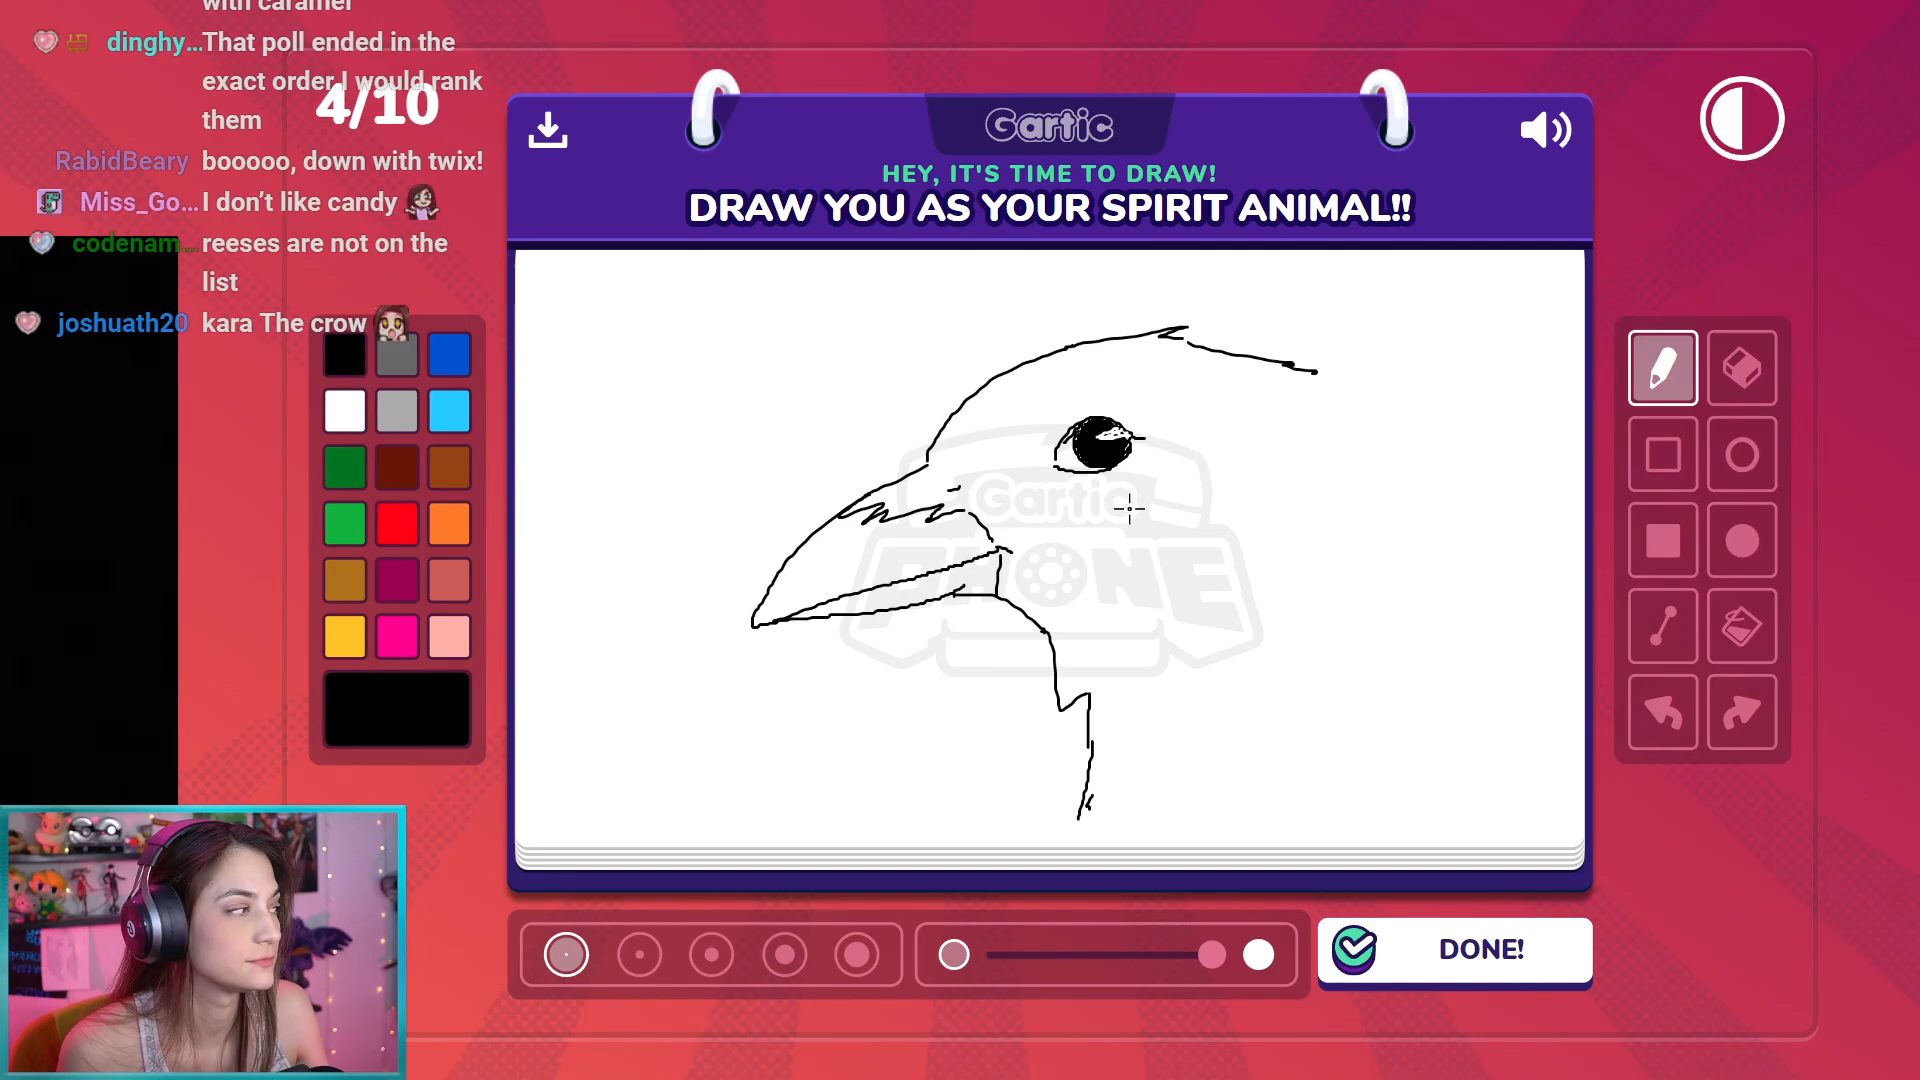 with caramel
dinghy... That poll ended in the
exact order I would rank
them
4/10
RabidBeary booooo, down with twix!
Miss_Go... I don't like candy
codenam... reeses are not on the
list
joshuath20 kara The crow
Gartic
HEY, IT'S TIME TO DRAW!
DRAW YOU AS YOUR SPIRIT ANIMAL!!
Gartic
PHONE
DONE!